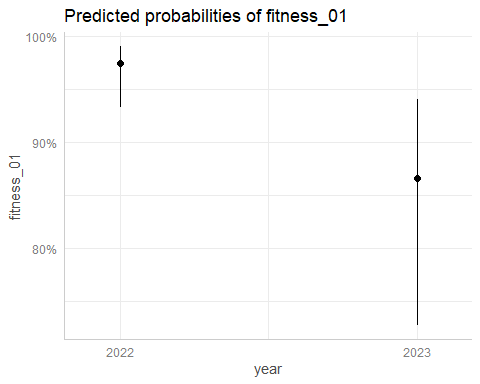 Predicted probabilities of fitness_01
100%
90%
80%
fitness_01
2022
2023
year